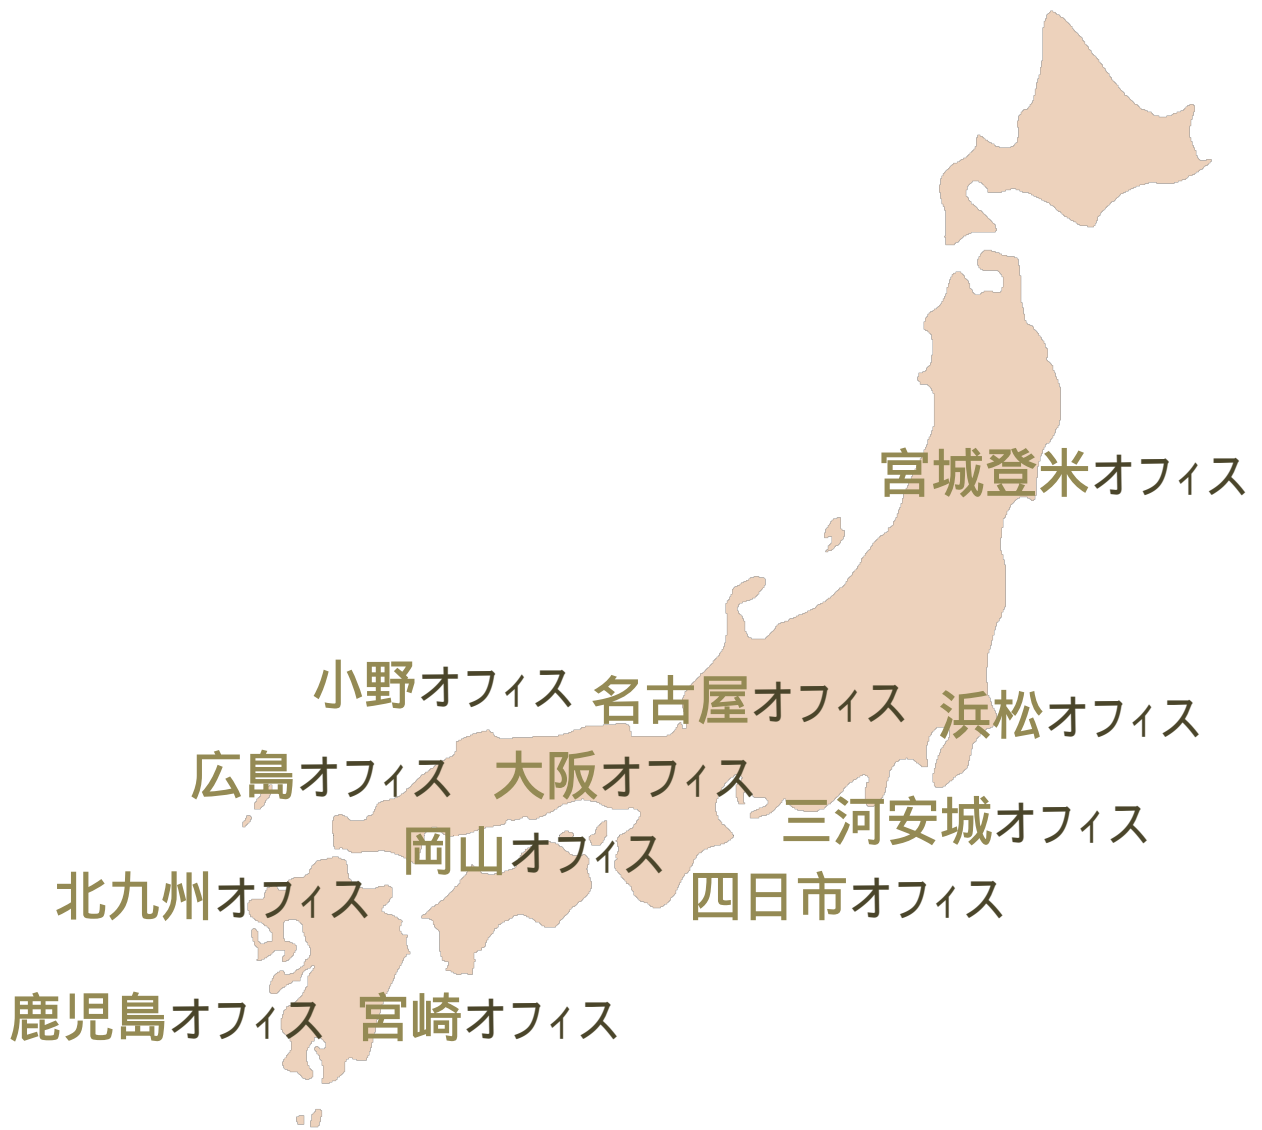 宮城登米オフィス
小野オフィス
名古屋オフィス
浜松オフィス
広島オフィス
大阪オフィス
三河安城オフィス
岡山オフィス
北九州オフィス
四日市オフィス
鹿児島オフィス
宮崎オフィス